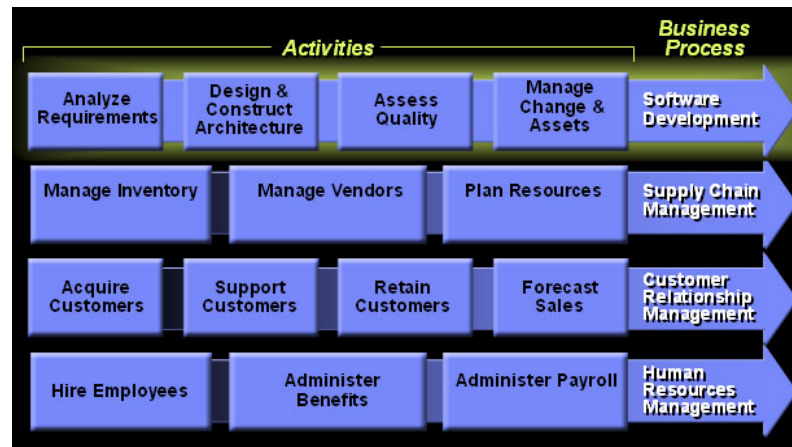 Activities
Business
Process
Analyze
Requirements
Design &
Construct
Architecture
Assess
Quality
Manage
Change &
Assets
Software
Development
Manage Inventory
Manage Vendors
Plan Resources
Supply Chain
Management
Acquire
Customers
Support
Customers
Retain
Customers
Forecast
Sales
Customer
Relationship
Management
Hire Employees
Administer
Benefits
Administer Payroll
Human
Resources
Management